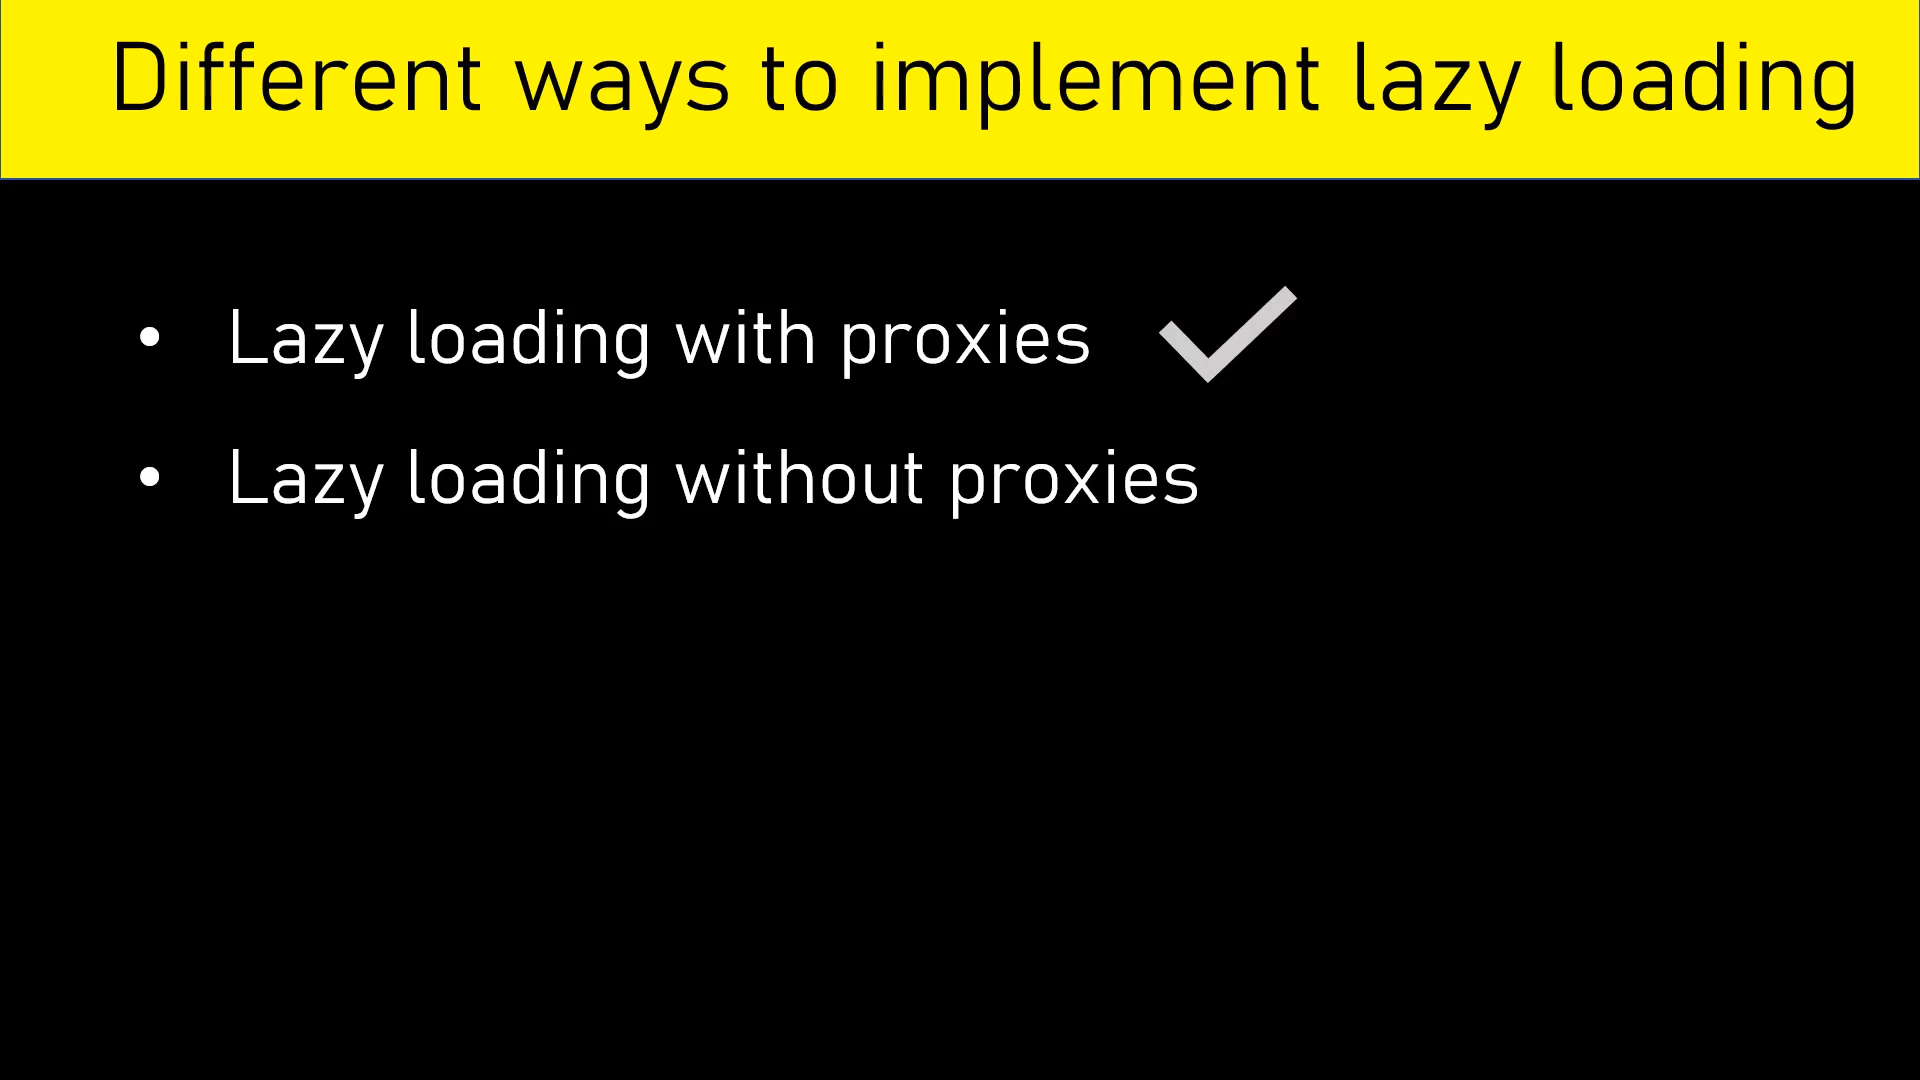 Different ways to implement lazy loading
• Lazy loading with proxies
• Lazy loading without proxies